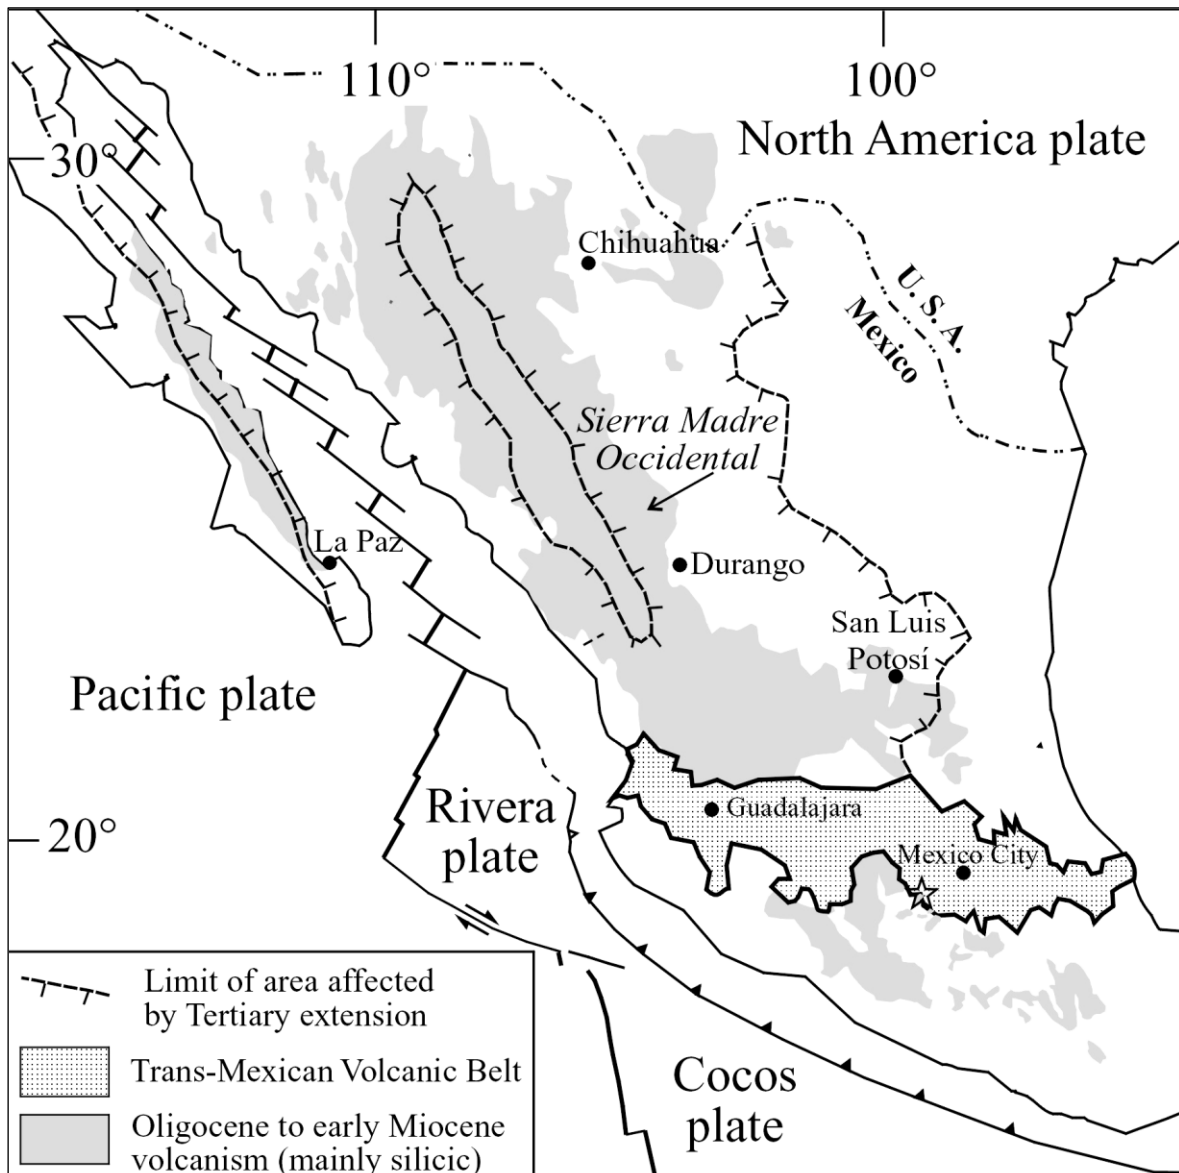 110°
100°
North America plate
30°
Chihuahua
U. S. A.
Mexico
Sierra Madre
Occidental
La Paz
Durango
San Luis
Potosí
Pacific plate
Rivera
plate
Guadalajara
20°
Mexico City
Cocos
plate
Limit of area affected
by Tertiary extension
Trans-Mexican Volcanic Belt
Oligocene to early Miocene
volcanism (mainly silicic)